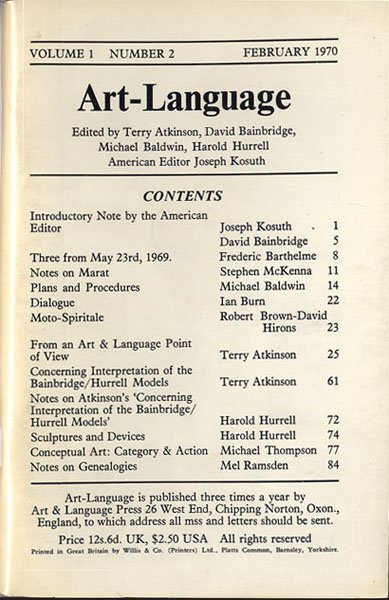 VOLUME 1 NUMBER 2 FEBRUARY 1970
Art-Language
Edited by Terry Atkinson, David Bainbridge,
Michael Baldwin, Harold Hurrell
American Editor Joseph Kosuth
CONTENTS
Introductory Note by the American
Editor Joseph Kosuth 1
David Bainbridge 5
Three from May 23rd, 1969. Frederic Barthelme 8
Notes on Marat Stephen McKenna 11
Plans and Procedures Michael Baldwin 14
Dialogue Ian Burn 22
Moto-Spiritale Robert Brown-David
Hirons 23
From an Art & Language Point
of View Terry Atkinson 25
Concerning Interpretation of the
Bainbridge/Hurrell Models Terry Atkinson 61
Notes on Atkinson's 'Concerning
Interpretation of the Bainbridge/
Hurrell Models' Harold Hurrell 72
Sculptures and Devices Harold Hurrell 74
Conceptual Art: Category & Action Michael Thompson 77
Notes on Genealogies Mel Ramsden 84
Art-Language is published three times a year by
Art & Language Press 26 West End, Chipping Norton, Oxon.,
England, to which address all mss and letters should be sent.
Price 12s.6d. UK, $2.50 USA All rights reserved
Printed in Great Britain by Willis & Co. (Printers) Ltd., Platts Common, Barnsley, Yorkshire.